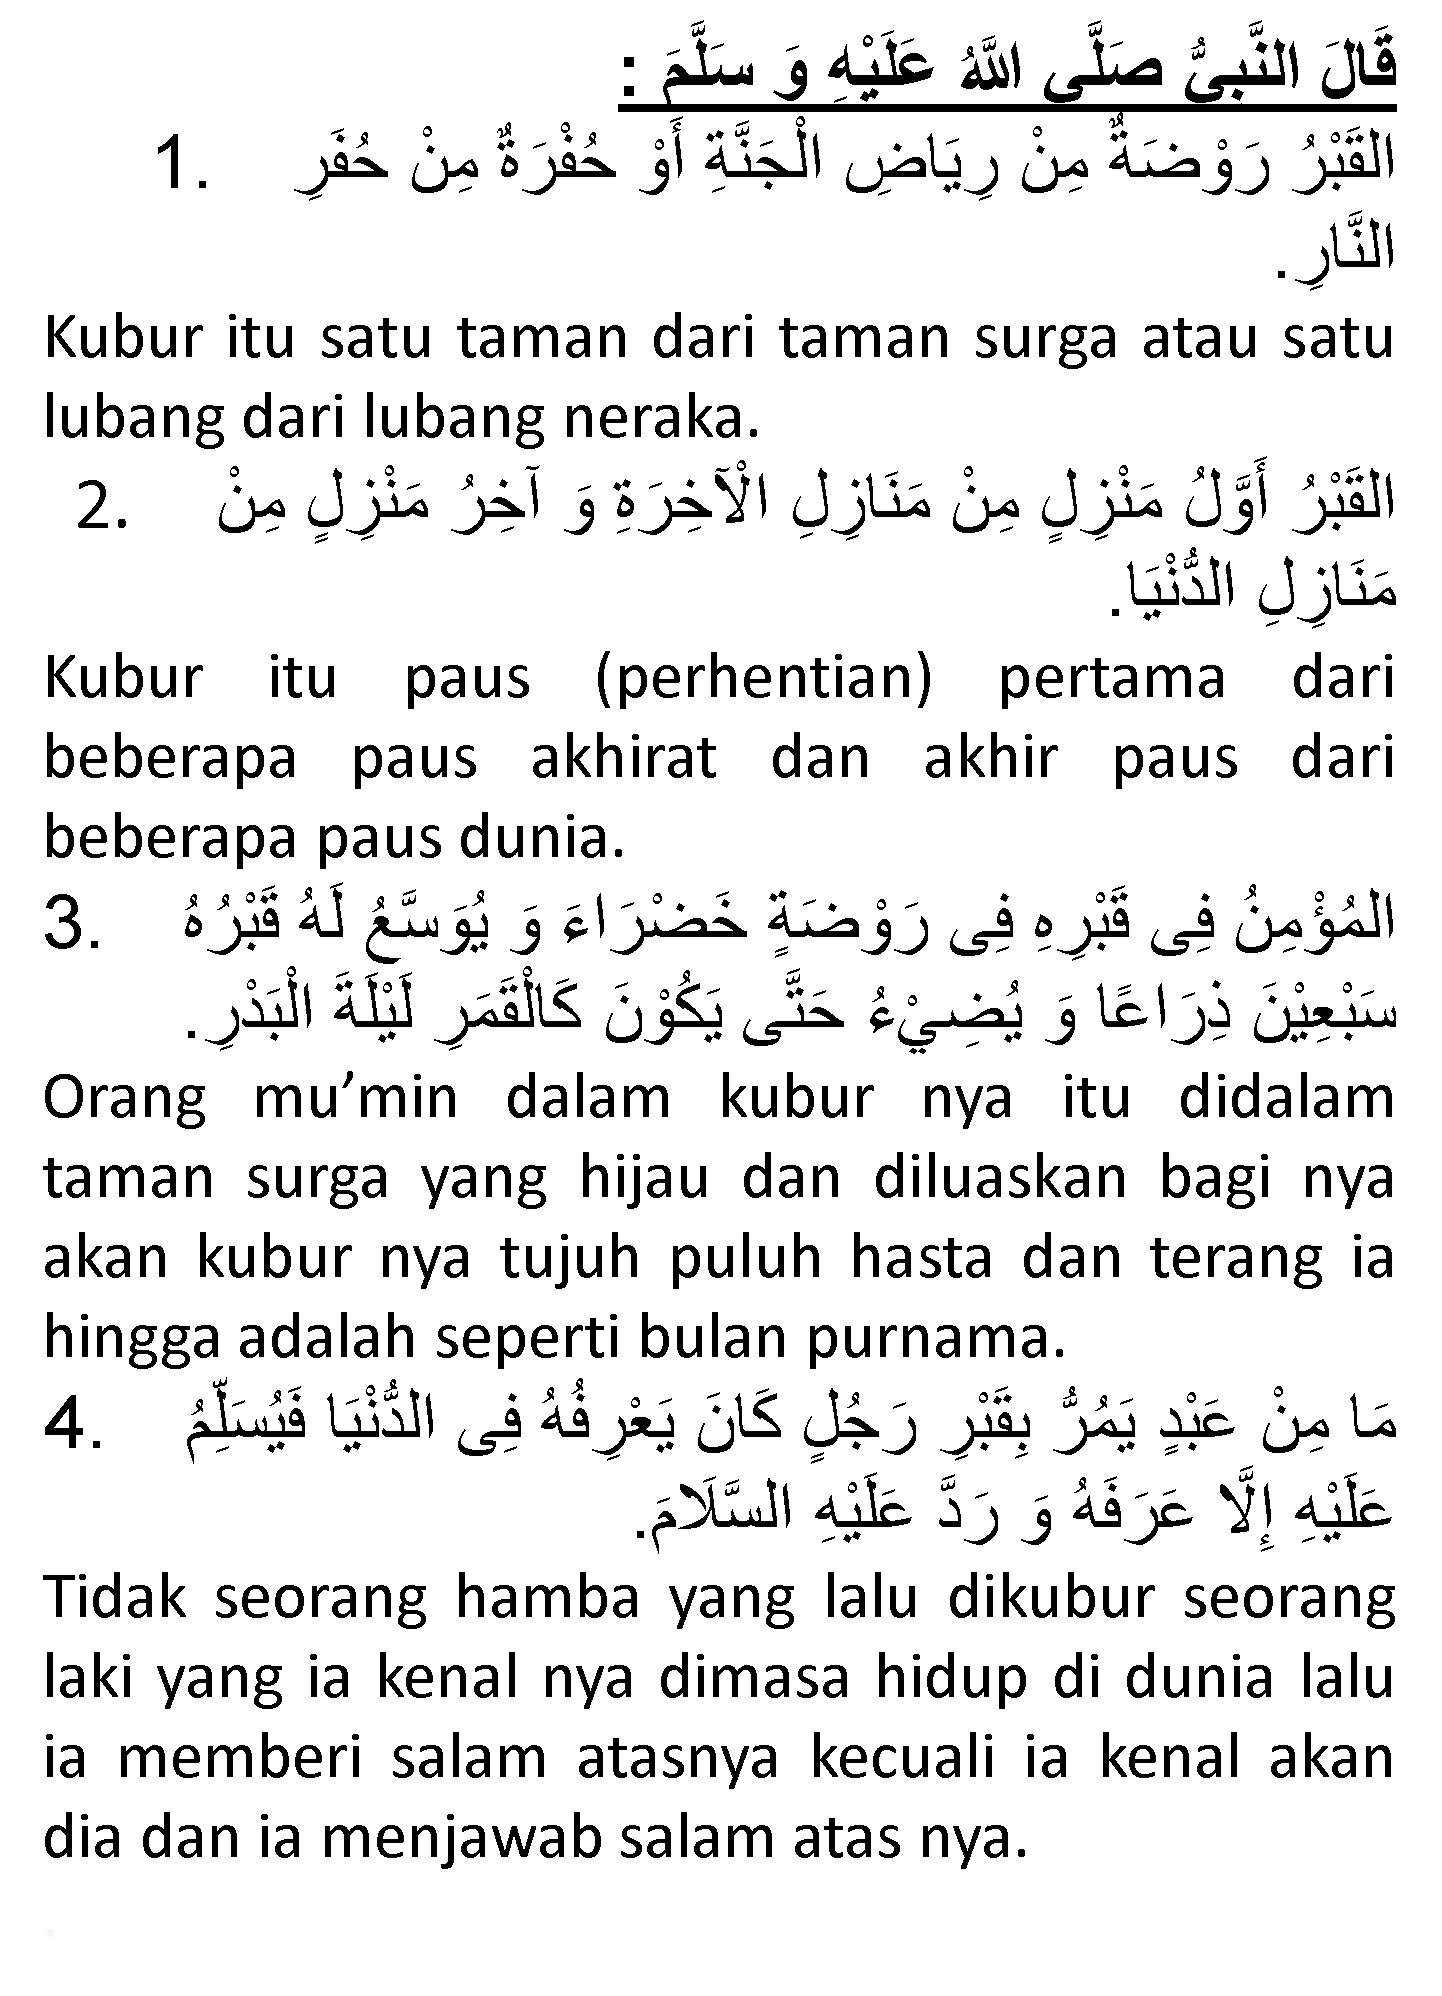 قَالَ النَّبِيُّ صَلَّى اللهُ عَلَيْهِ وَ سَلَّمَ :
1. القَبْرُ رَوْضَةٌ مِنْ رِيَاضِ الْجَنَّةِ أَوْ حُفْرَةٌ مِنْ حُفَرِ
النَّارِ.
Kubur itu satu taman dari taman surga atau satu
lubang dari lubang neraka.
2. القَبْرُ أَوَّلُ مَنْزِلٍ مِنْ مَنَازِلِ الْآخِرَةِ وَ آخِرُ مَنْزِلٍ مِنْ
مَنَازِلِ الدُّنْيَا.
Kubur itu paus (perhentian) pertama dari
beberapa paus akhirat dan akhir paus dari
beberapa paus dunia.
3. المُؤْمِنُ فِى قَبْرِهِ فِى رَوْضَةٍ خَضْرَاءَ وَ يُوَسَّعُ لَهُ قَبْرُهُ
سَبْعِيْنَ ذِرَاعًا وَ يُضِيْءُ حَتَّى يَكُوْنَ كَالْقَمَرِ لَيْلَةَ الْبَدْرِ.
Orang mu’min dalam kubur nya itu didalam
taman surga yang hijau dan diluaskan bagi nya
akan kubur nya tujuh puluh hasta dan terang ia
hingga adalah seperti bulan purnama.
4. مَا مِنْ عَبْدٍ يَمُرُّ بِقَبْرِ رَجُلٍ كَانَ يَعْرِفُهُ فِى الدُّنْيَا فَيُسَلِّمُ
عَلَيْهِ إِلَّا عَرَفَهُ وَ رَدَّ عَلَيْهِ السَّلَامَ.
Tidak seorang hamba yang lalu dikubur seorang
laki yang ia kenal nya dimasa hidup di dunia lalu
ia memberi salam atasnya kecuali ia kenal akan
dia dan ia menjawab salam atas nya.